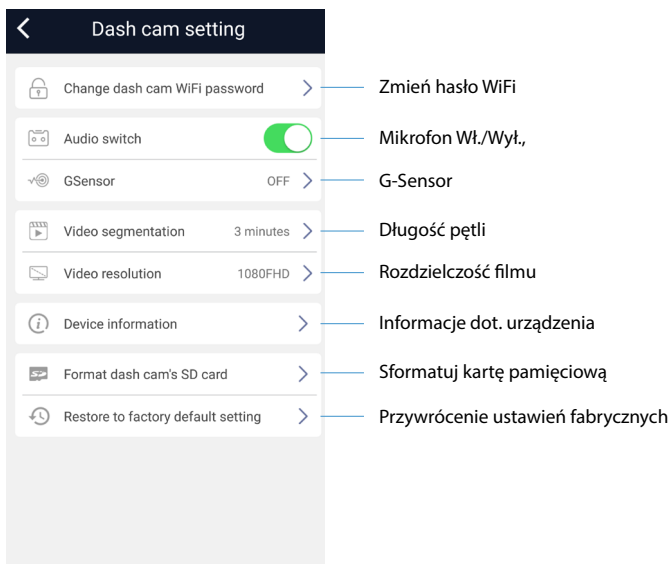 Dash cam setting
Change dash cam WiFi password
Zmień hasło WiFi
Audio switch
Mikrofon Wł./Wył.,
GSensor OFF
G-Sensor
Video segmentation 3 minutes
Długość pętli
Video resolution 1080FHD
Rozdzielczość filmu
Device information
Informacje dot. urządzenia
Format dash cam's SD card
Sformatuj kartę pamięciową
Restore to factory default setting
Przywrócenie ustawień fabrycznych